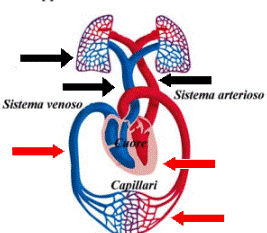 Sistema venoso
Sistema arterioso
Cuore
Capillari